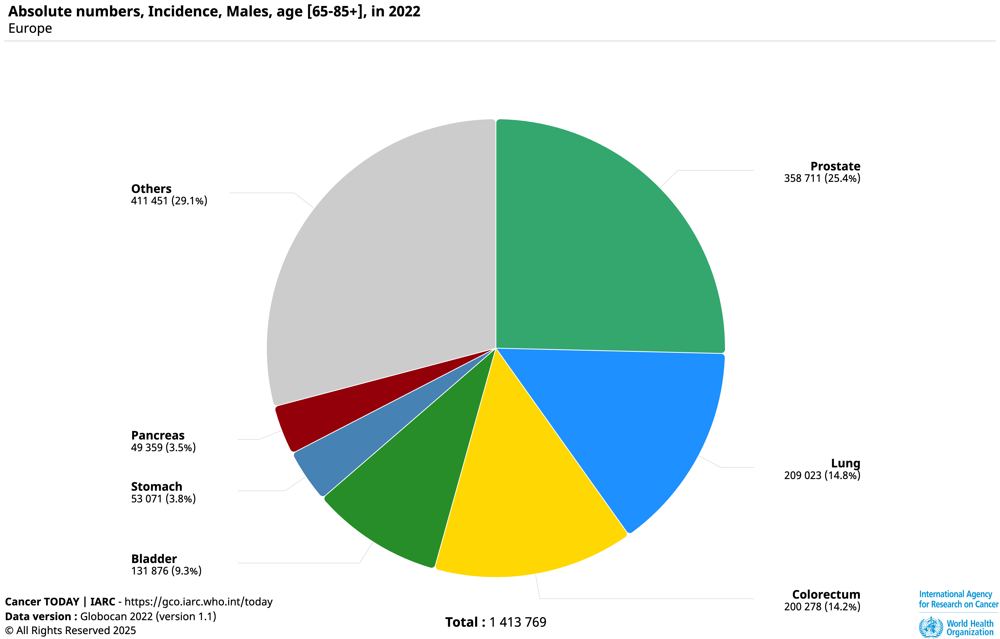 Absolute numbers, Incidence, Males, age [65-85+], in 2022
Europe
Prostate
358 711 (25.4%)
Others
411 451 (29.1%)
Pancreas
49 359 (3.5%)
Lung
209 023 (14.8%)
Stomach
53 071 (3.8%)
Bladder
131 876 (9.3%)
Colorectum
200 278 (14.2%)
Cancer TODAY | IARC - https://gco.iarc.who.int/today
Data version : Globocan 2022 (version 1.1)
© All Rights Reserved 2025
Total : 1 413 769
International Agency
for Research on Cancer
World Health
Organization